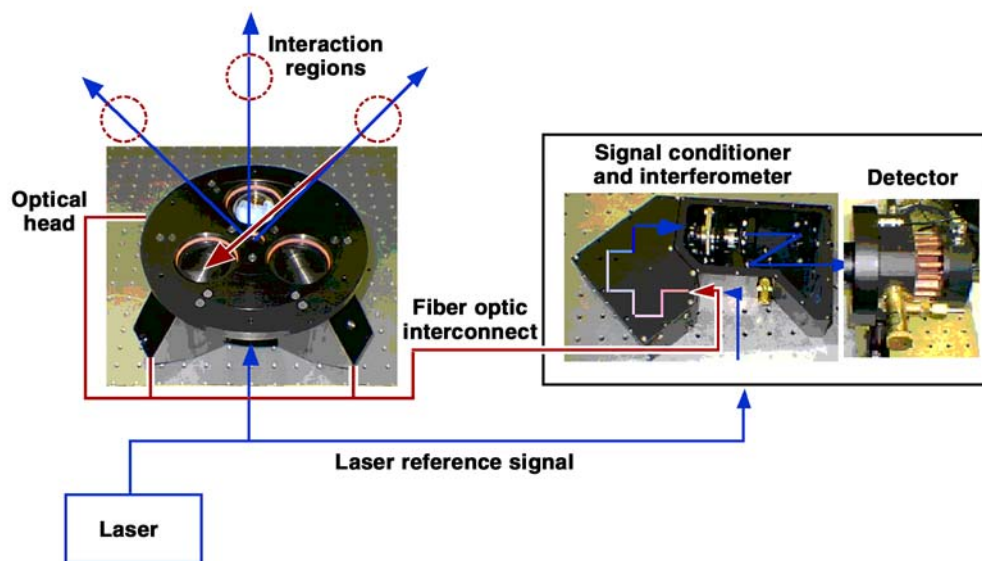 Interaction
regions
Signal conditioner
and interferometer
Detector
Optical
head
Fiber optic
interconnect
Laser reference signal
Laser